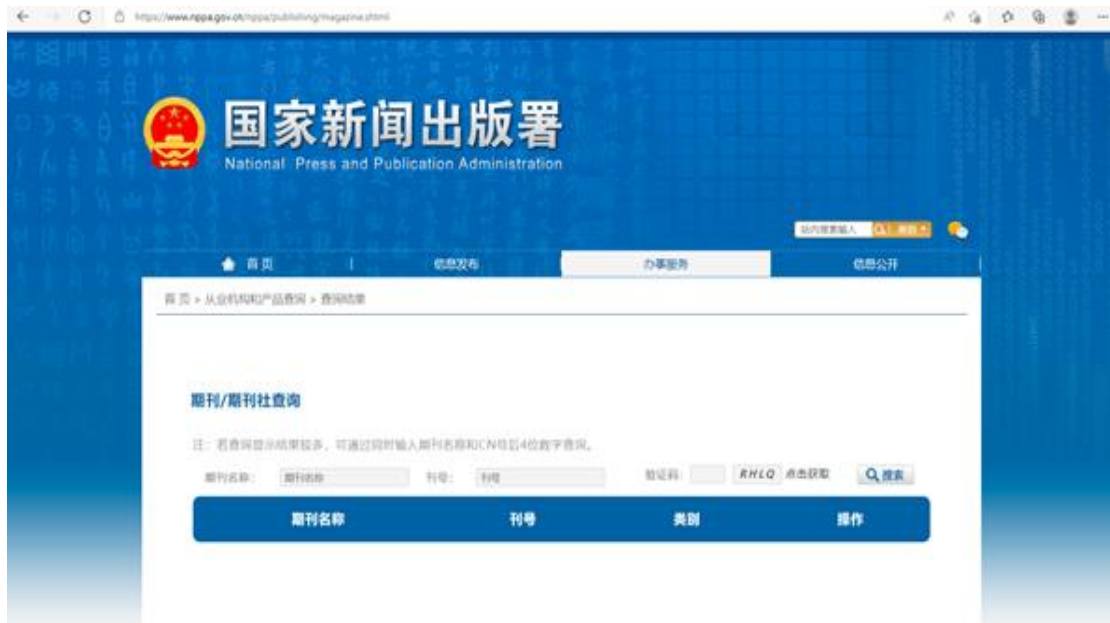 https://www.nppa.gov.cn/nppa/publishing/magazine.shtml
国家新闻出版署
National Press and Publication Administration
站内搜索输入
首页
信息发布
办事服务
信息公开
首页 > 从业机构和产品查询 > 查询结果
期刊/期刊社查询
注：若查询显示结果较多，可通过同时输入期刊名称和CN号后4位数字查询。
期刊名称： 期刊名称 刊号： 刊号 验证码： RHLQ 点击获取 搜索
期刊名称 刊号 类别 操作